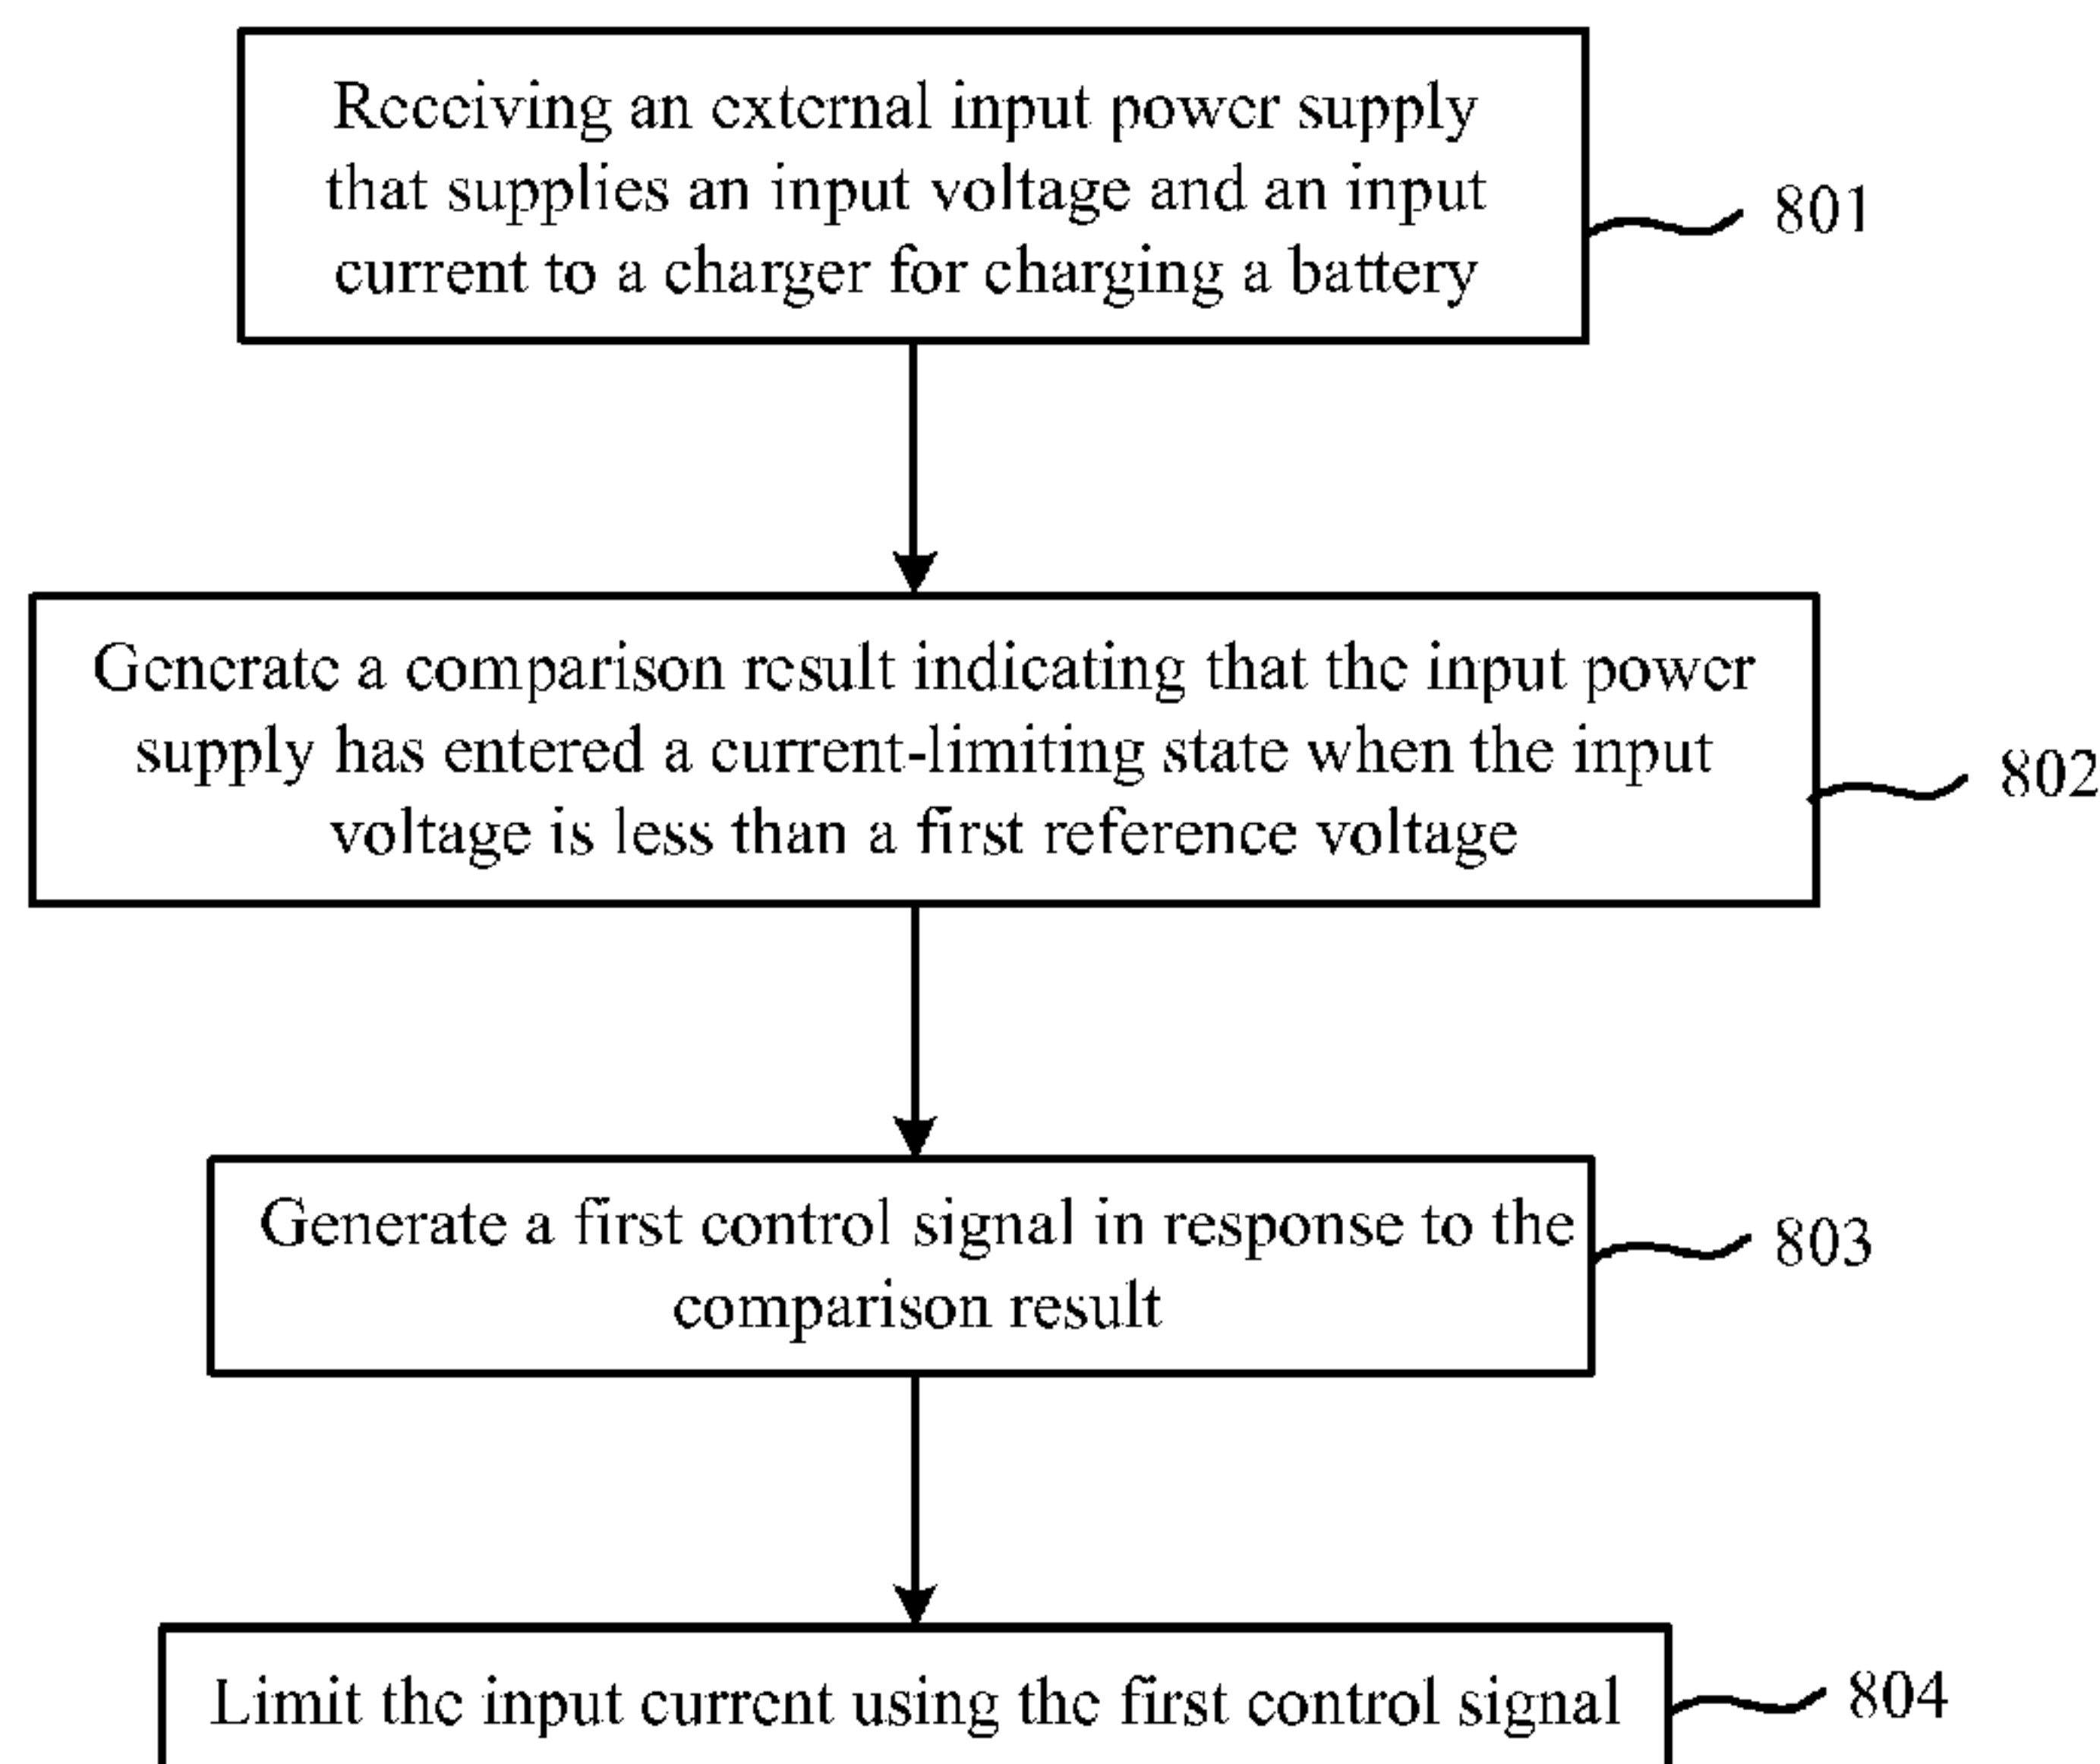 Receiving an external input power supply
that supplies an input voltage and an input
current to a charger for charging a battery
801
Generate a comparison result indicating that the input power
supply has entered a current-limiting state when the input
voltage is less than a first reference voltage
802
Generate a first control signal in response to the
comparison result
803
Limit the input current using the first control signal
804